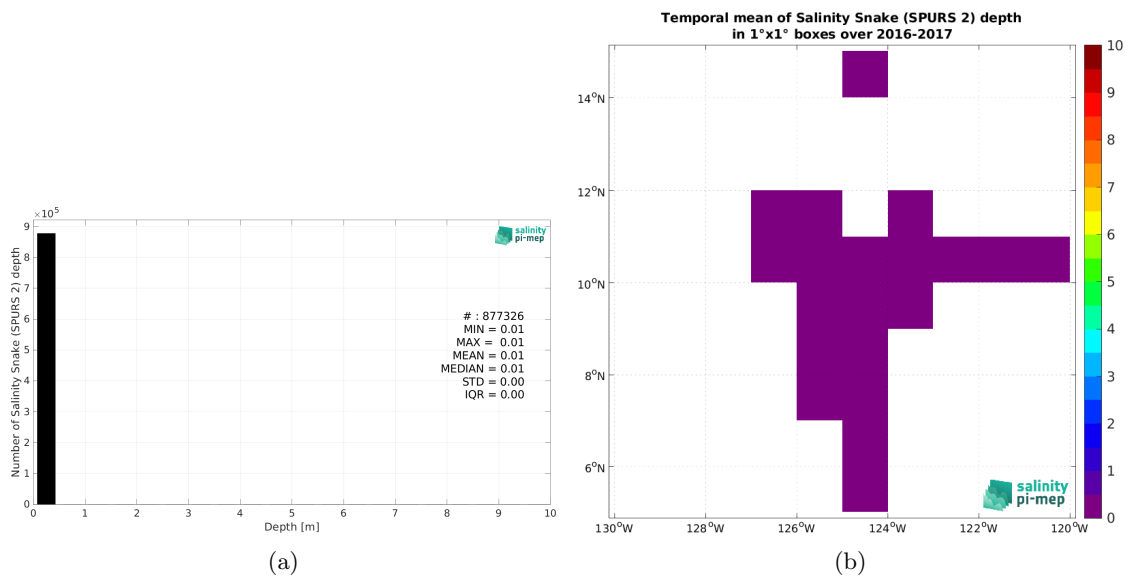 ×10⁵
9
8
7
6
5
4
3
2
1
0
Number of Salinity Snake (SPURS 2) depth
salinity
pi-mep
# : 877326
MIN = 0.01
MAX = 0.01
MEAN = 0.01
MEDIAN = 0.01
STD = 0.00
IQR = 0.00
0 1 2 3 4 5 6 7 8 9 10
Depth [m]
(a)
Temporal mean of Salinity Snake (SPURS 2) depth
in 1°x1° boxes over 2016-2017
14°N
12°N
10°N
8°N
6°N
130°W 128°W 126°W 124°W 122°W 120°W
salinity
pi-mep
10
9
8
7
6
5
4
3
2
1
0
(b)